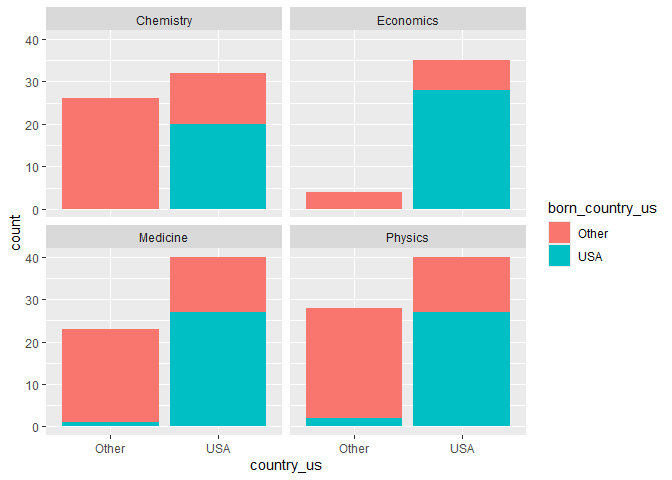 Chemistry
Economics
40
30
20
10
0
Medicine
Physics
40
30
20
10
0
Other
USA
Other
USA
country_us
count
born_country_us
Other
USA